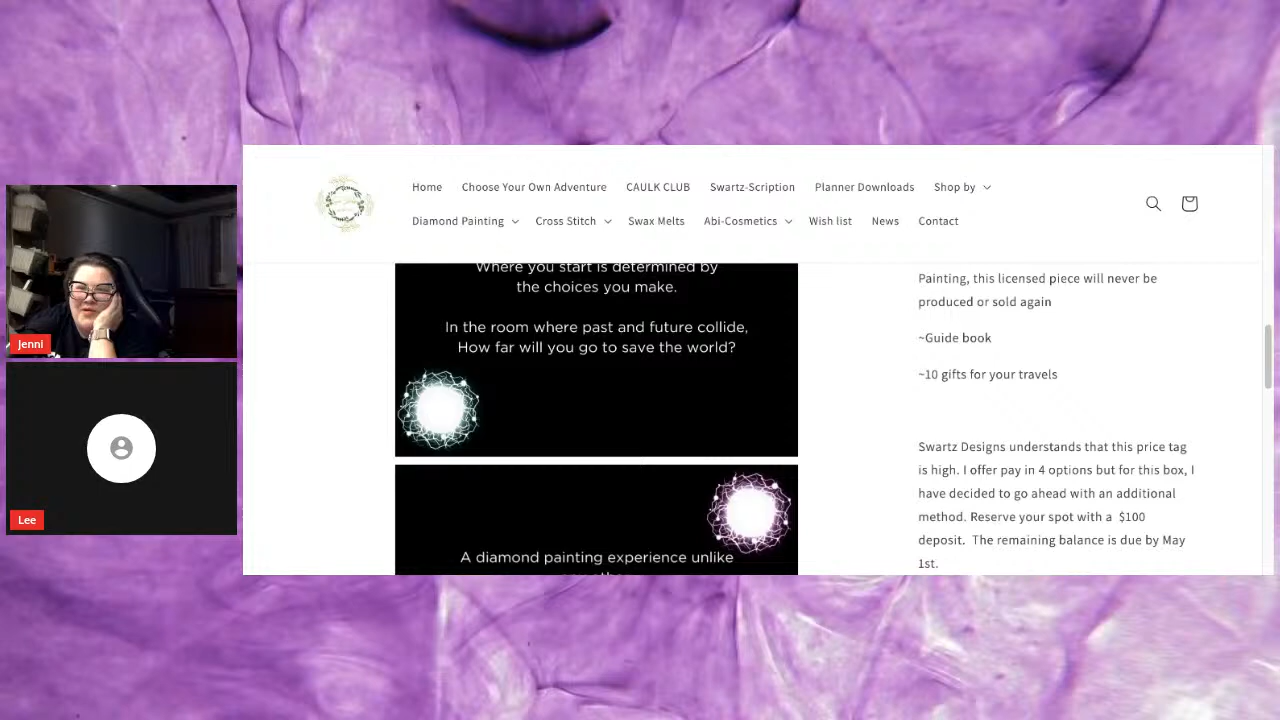 Home Choose Your Own Adventure CAULK CLUB Swartz-Scription Planner Downloads Shop by
Diamond Painting Cross Stitch Swax Melts Abi-Cosmetics Wish list News Contact
Where you start is determined by
the choices you make.
In the room where past and future collide,
How far will you go to save the world?
A diamond painting experience unlike
Painting, this licensed piece will never be
produced or sold again
~Guide book
~10 gifts for your travels
Swartz Designs understands that this price tag
is high. I offer pay in 4 options but for this box, I
have decided to go ahead with an additional
method. Reserve your spot with a $100
deposit. The remaining balance is due by May
1st.
Jenni
Lee